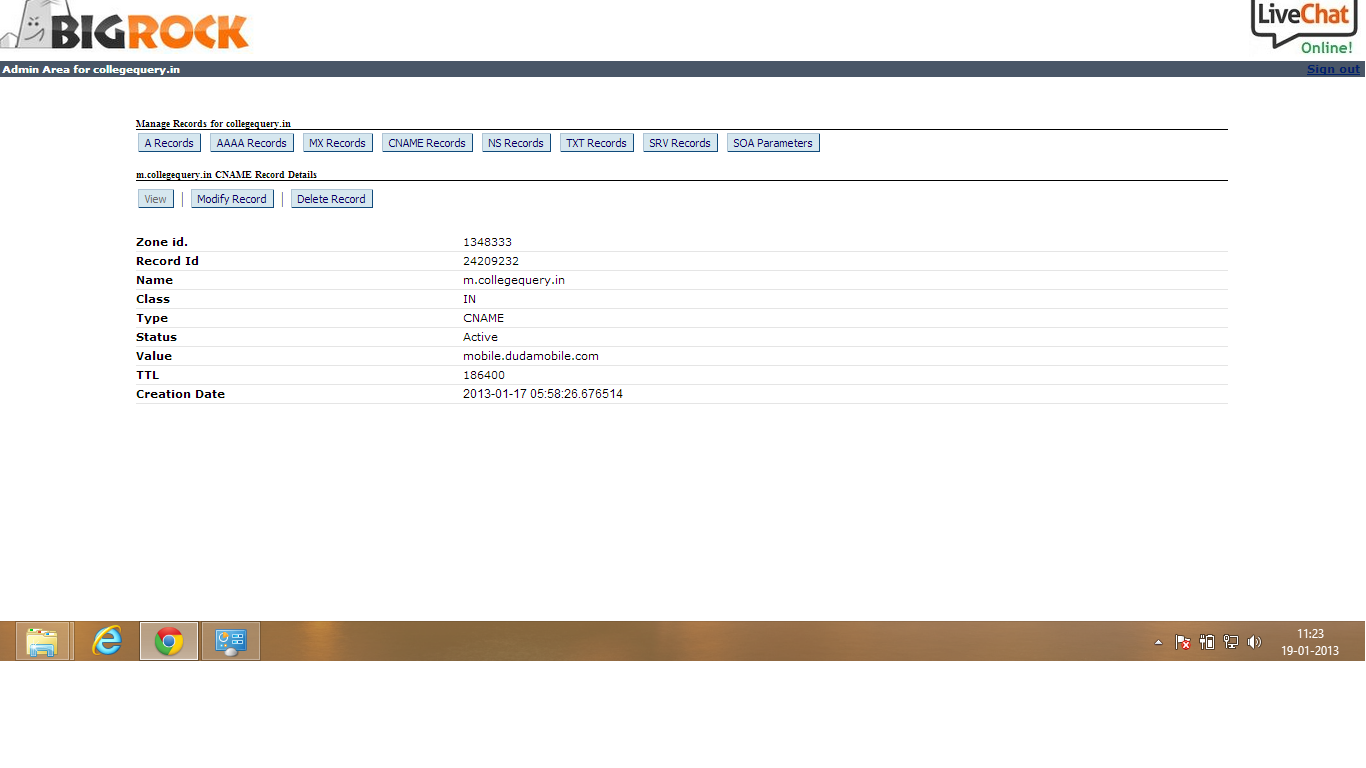 BIGROCK
LiveChat
Online!
Admin Area for collegequery.in
Sign out
Manage Records for collegequery.in
A Records AAAA Records MX Records CNAME Records NS Records TXT Records SRV Records SOA Parameters
m.collegequery.in CNAME Record Details
View | Modify Record | Delete Record
Zone id. 1348333
Record Id 24209232
Name m.collegequery.in
Class IN
Type CNAME
Status Active
Value mobile.dudamobile.com
TTL 186400
Creation Date 2013-01-17 05:58:26.676514
11:23
19-01-2013